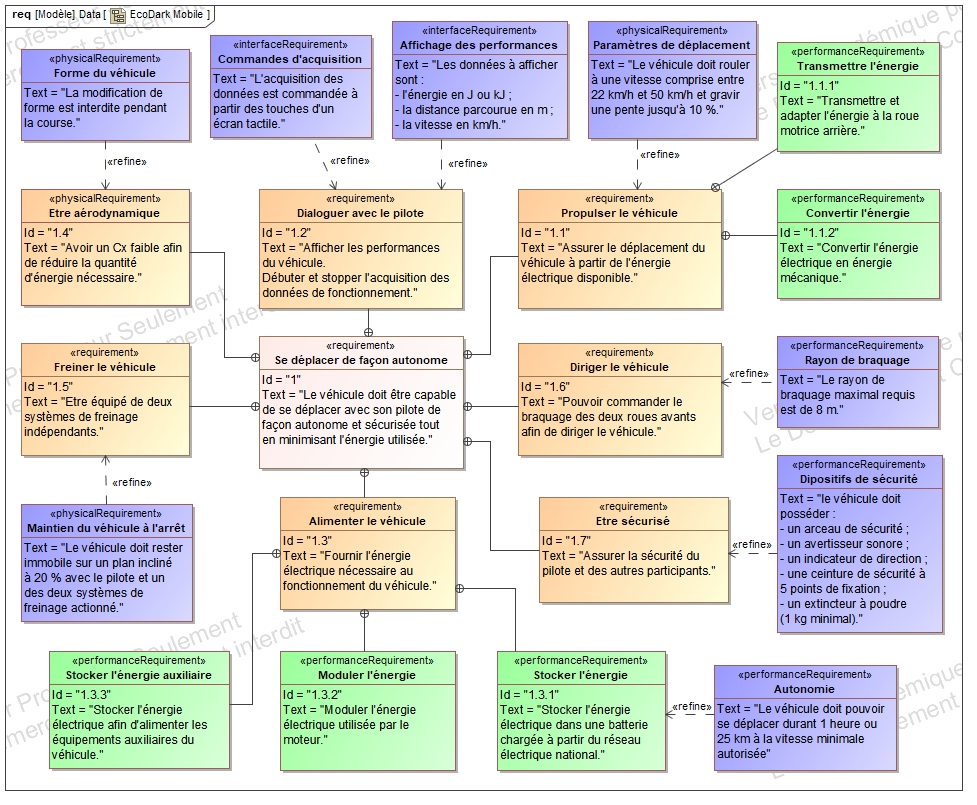 req [Modèle] Data [ EcoDark Mobile ]
«physicalRequirement»
Forme du véhicule
Text = "La modification de
forme est interdite pendant
la course."
«interfaceRequirement»
Commandes d'acquisition
Text = "L'acquisition des
données est commandée à
partir des touches d'un
écran tactile."
«interfaceRequirement»
Affichage des performances
Text = "Les données à afficher
sont :
- l'énergie en J ou kJ ;
- la distance parcourue en m ;
- la vitesse en km/h."
«physicalRequirement»
Paramètres de déplacement
Text = "Le véhicule doit rouler
à une vitesse comprise entre
22 km/h et 50 km/h et gravir
une pente jusqu'à 10 %."
«performanceRequirement»
Transmettre l'énergie
Id = "1.1.1"
Text = "Transmettre et
adapter l'énergie à la roue
motrice arrière."
«refine»
«refine»
«refine»
«refine»
«physicalRequirement»
Etre aérodynamique
Id = "1.4"
Text = "Avoir un Cx faible afin
de réduire la quantité
d'énergie nécessaire."
«requirement»
Dialoguer avec le pilote
Id = "1.2"
Text = "Afficher les performances
du véhicule.
Débuter et stopper l'acquisition des
données de fonctionnement."
«requirement»
Propulser le véhicule
Id = "1.1"
Text = "Assurer le déplacement du
véhicule à partir de l'énergie
électrique disponible."
«performanceRequirement»
Convertir l'énergie
Id = "1.1.2"
Text = "Convertir l'énergie
électrique en énergie
mécanique."
«requirement»
Freiner le véhicule
Id = "1.5"
Text = "Etre équipé de deux
systèmes de freinage
indépendants."
«requirement»
Se déplacer de façon autonome
Id = "1"
Text = "Le véhicule doit être capable
de se déplacer avec son pilote de
façon autonome et sécurisée tout
en minimisant l'énergie utilisée."
«requirement»
Diriger le véhicule
Id = "1.6"
Text = "Pouvoir commander le
braquage des deux roues avants
afin de diriger le véhicule."
«refine»
«performanceRequirement»
Rayon de braquage
Text = "Le rayon de
braquage maximal requis
est de 8 m."
«refine»
«physicalRequirement»
Maintien du véhicule à l'arrêt
Text = "Le véhicule doit rester
immobile sur un plan incliné
à 20 % avec le pilote et un
des deux systèmes de
freinage actionné."
«requirement»
Alimenter le véhicule
Id = "1.3"
Text = "Fournir l'énergie
électrique nécessaire au
fonctionnement du véhicule."
«requirement»
Etre sécurisé
Id = "1.7"
Text = "Assurer la sécurité du
pilote et des autres participants."
«refine»
«performanceRequirement»
Dipositifs de sécurité
Text = "le véhicule doit
posséder :
- un arceau de sécurité ;
- un avertisseur sonore ;
- un indicateur de direction ;
- une ceinture de sécurité à
5 points de fixation ;
- un extincteur à poudre
(1 kg minimal)."
«performanceRequirement»
Stocker l'énergie auxiliaire
Id = "1.3.3"
Text = "Stocker l'énergie
électrique afin d'alimenter les
équipements auxiliaires du
véhicule."
«performanceRequirement»
Moduler l'énergie
Id = "1.3.2"
Text = "Moduler l'énergie
électrique utilisée par le
moteur."
«performanceRequirement»
Stocker l'énergie
Id = "1.3.1"
Text = "Stocker l'énergie
électrique dans une batterie
chargée à partir du réseau
électrique national."
«refine»
«performanceRequirement»
Autonomie
Text = "Le véhicule doit pouvoir
se déplacer durant 1 heure ou
25 km à la vitesse minimale
autorisée"